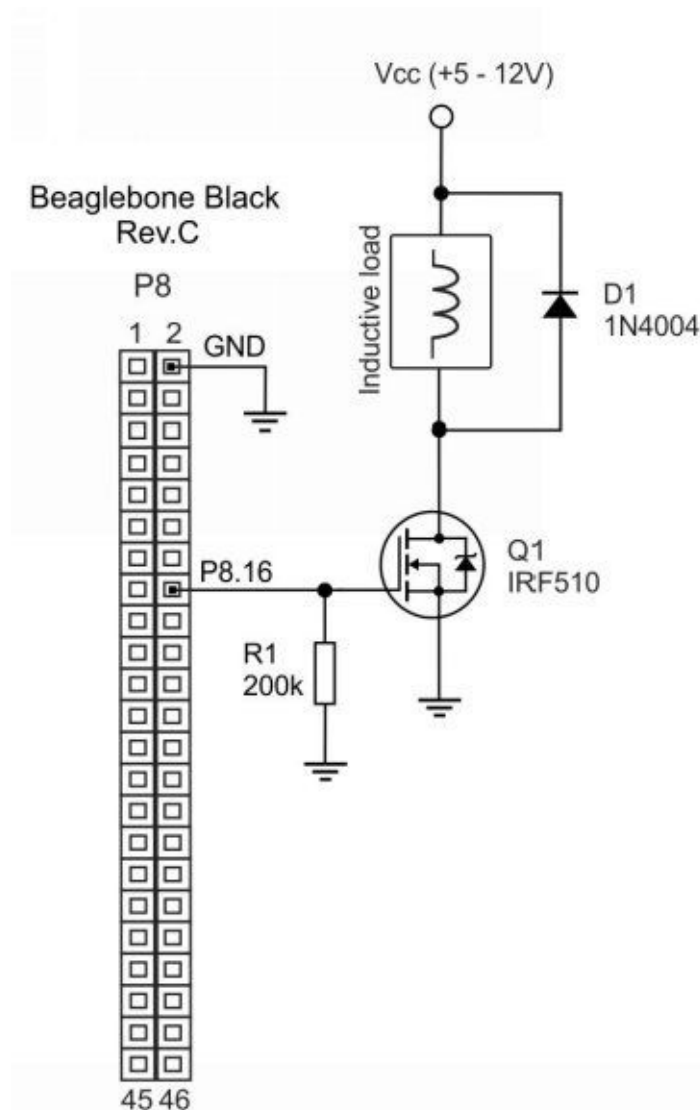 Vcc (+5 - 12V)
Beaglebone Black
Rev.C
P8
1 2
GND
Inductive load
D1
1N4004
Q1
IRF510
P8.16
R1
200k
45 46